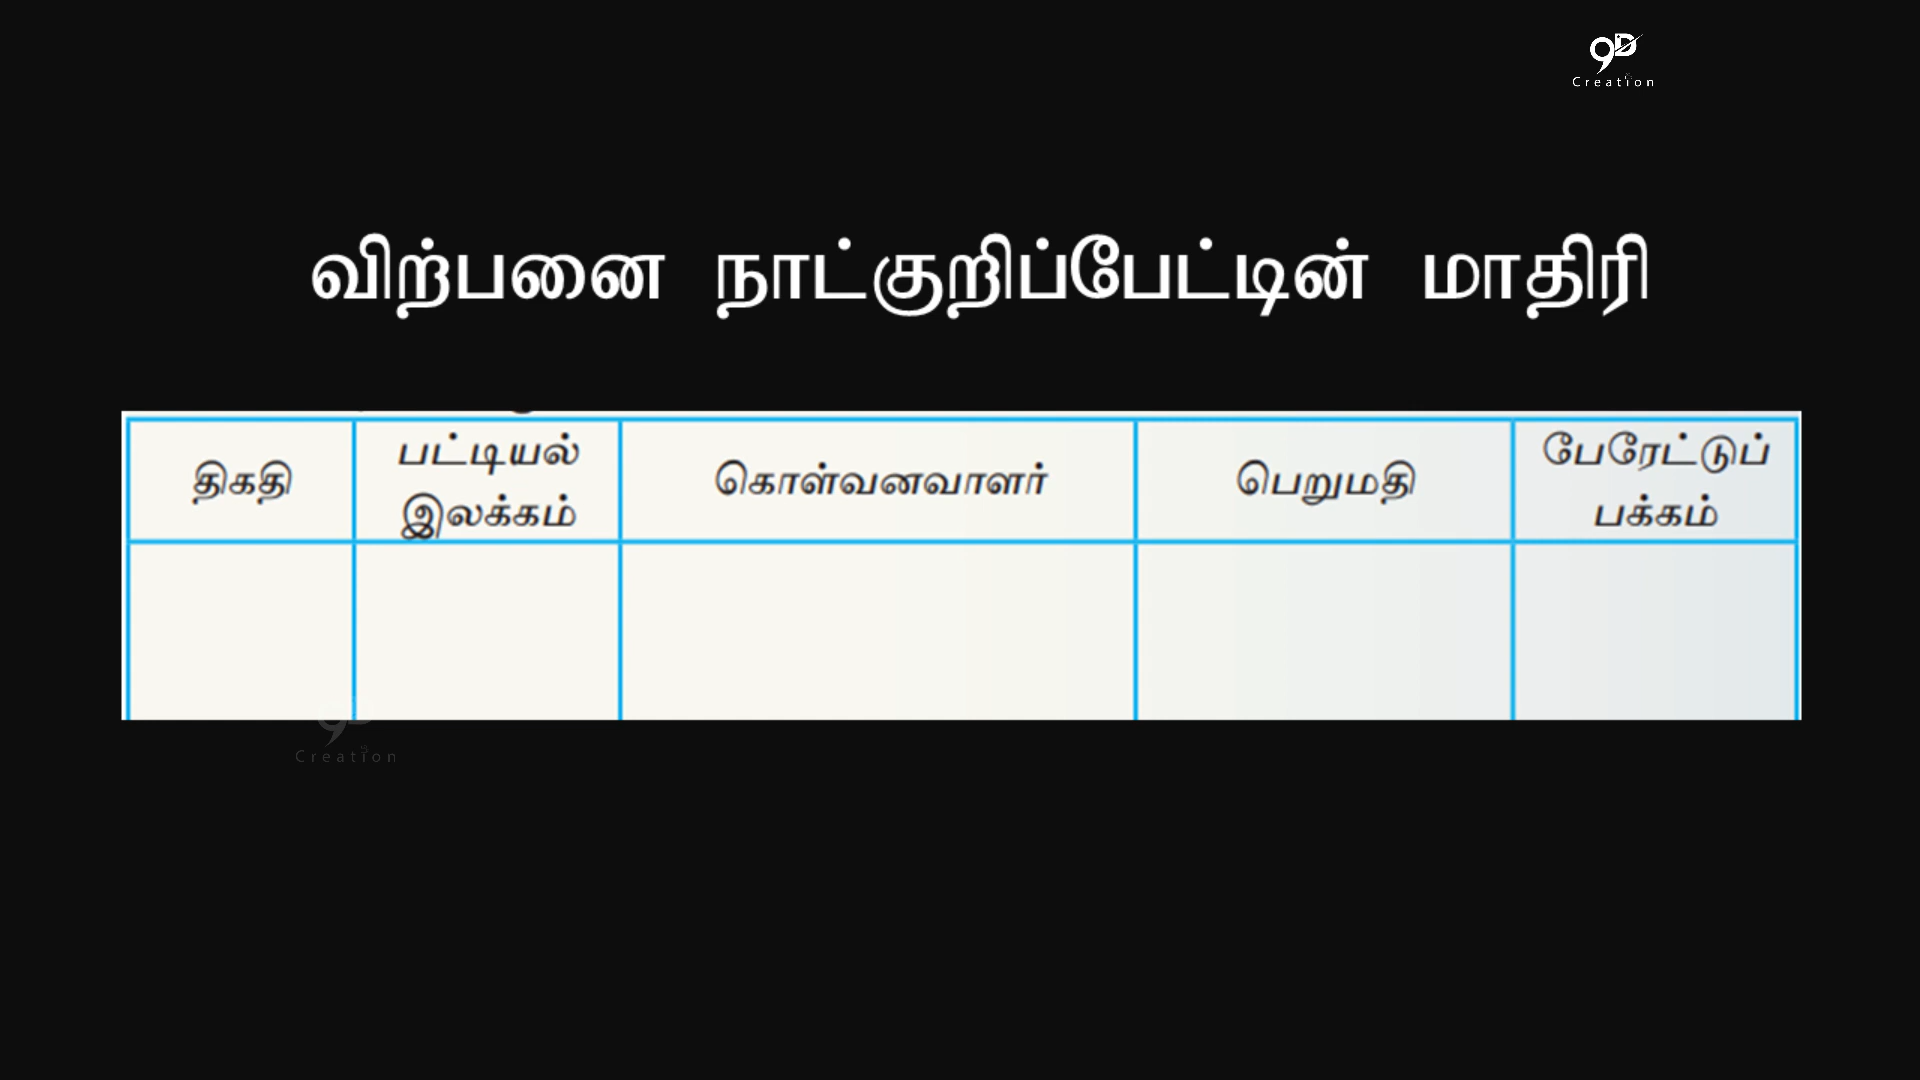 9D
Creation
விற்பனை நாட்குறிப்பேட்டின் மாதிரி
திகதி
பட்டியல்
இலக்கம்
கொள்வனவாளர்
பெறுமதி
பேரேட்டுப்
பக்கம்
9D
Creation